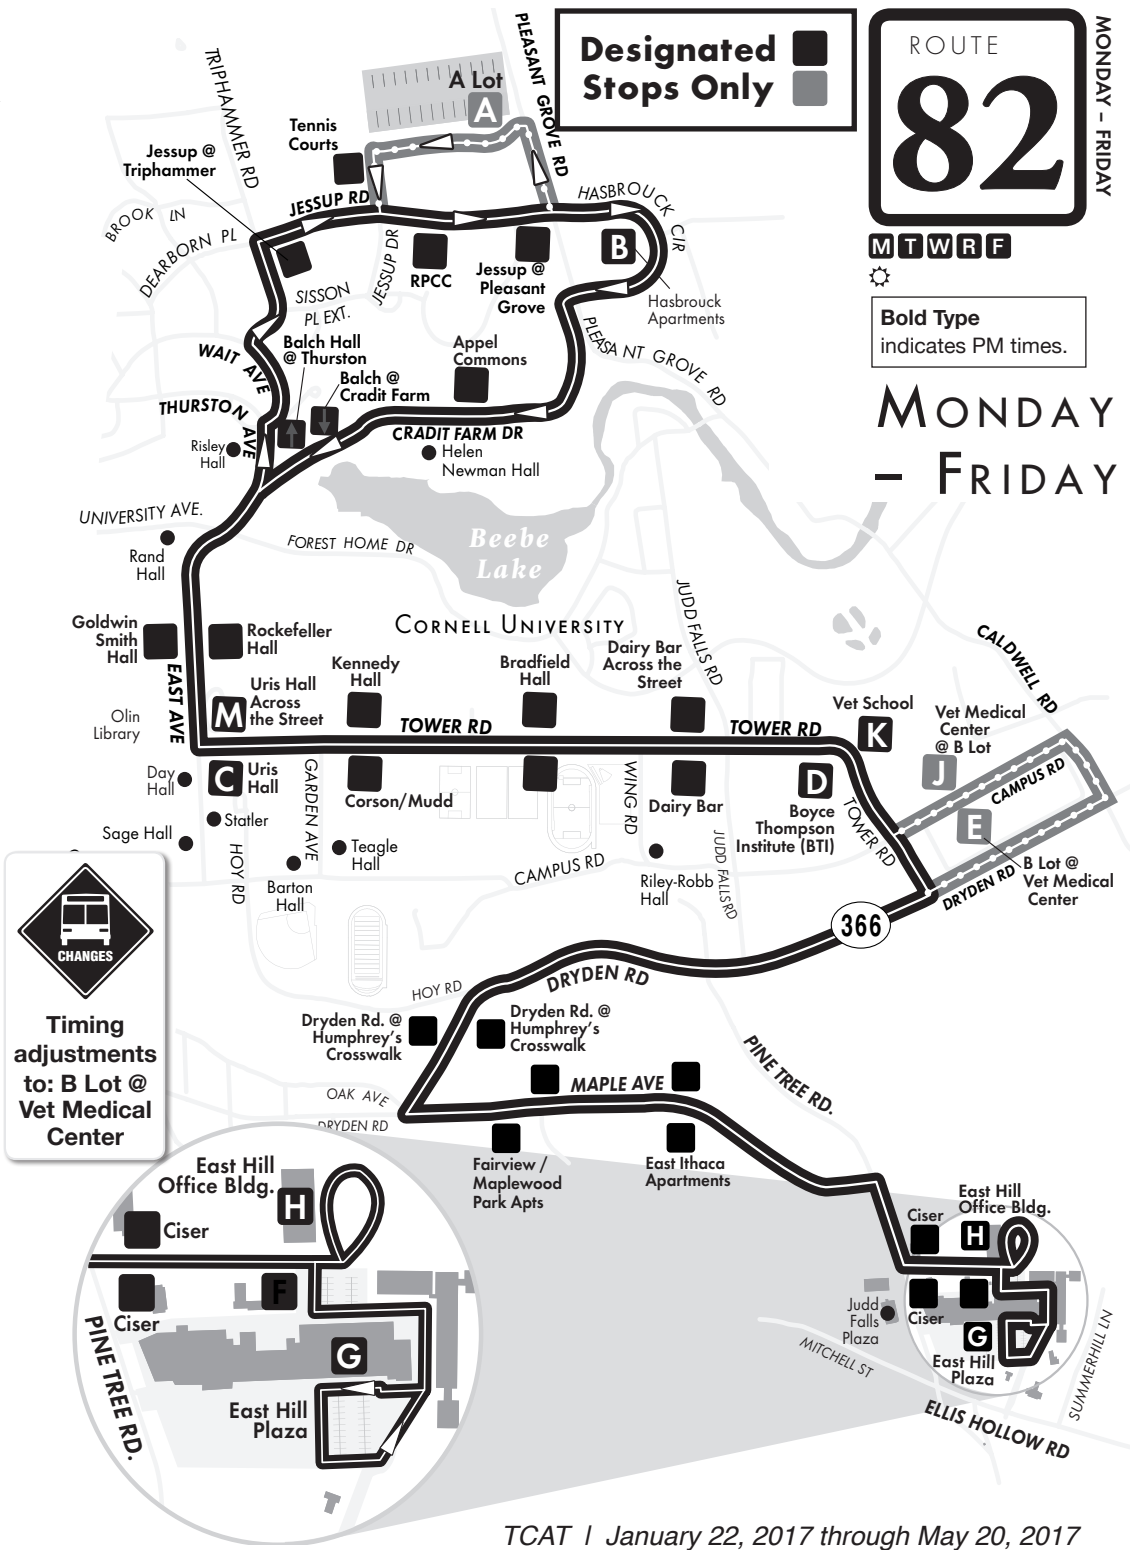 Designated
Stops Only
ROUTE
82
MONDAY – FRIDAY
M T W R F
Bold Type
indicates PM times.
MONDAY
– FRIDAY
TRIPHAMMER RD
PLEASANT GROVE RD
A Lot
A
Tennis
Courts
Jessup @
Triphammer
JESSUP RD
HASBROUCK CIR
BROOK LN
DEARBORN PL
JESSUP DR
B
RPCC
Jessup @
Pleasant
Grove
SISSON
PL EXT.
Hasbrouck
Apartments
WAIT AVE
Balch Hall
@ Thurston
Appel
Commons
PLEASANT GROVE RD
Balch @
Cradit Farm
THURSTON AVE
CRADIT FARM DR
Risley
Hall
Helen
Newman Hall
UNIVERSITY AVE.
Rand
Hall
FOREST HOME DR
Beebe
Lake
JUDD FALLS RD
CORNELL UNIVERSITY
Goldwin
Smith
Hall
Rockefeller
Hall
Kennedy
Hall
Bradfield
Hall
Dairy Bar
Across the
Street
CALDWELL RD
EAST AVE
M
Uris Hall
Across
the Street
Olin
Library
TOWER RD
TOWER RD
Vet School
K
Vet Medical
Center
@ B Lot
J
Day
Hall
C
Uris
Hall
GARDEN AVE
Corson/Mudd
WING RD
Dairy Bar
D
Boyce
Thompson
Institute (BTI)
TOWER RD
CAMPUS RD
E
Sage Hall
Statler
HOY RD
Teagle
Hall
Barton
Hall
CAMPUS RD
Riley-Robb
Hall
JUDD FALLS RD
DRYDEN RD
B Lot @
Vet Medical
Center
366
CHANGES
Timing
adjustments
to: B Lot @
Vet Medical
Center
HOY RD
DRYDEN RD
Dryden Rd. @
Humphrey's
Crosswalk
Dryden Rd. @
Humphrey's
Crosswalk
PINE TREE RD.
OAK AVE
MAPLE AVE
DRYDEN RD
Fairview /
Maplewood
Park Apts
East Ithaca
Apartments
East Hill
Office Bldg.
H
Ciser
F
Ciser
G
East Hill
Plaza
PINE TREE RD.
East Hill
Office Bldg.
Ciser
H
Judd
Falls
Plaza
Ciser
G
East Hill
Plaza
MITCHELL ST
SUMMERHILL LN
ELLIS HOLLOW RD
TCAT | January 22, 2017 through May 20, 2017